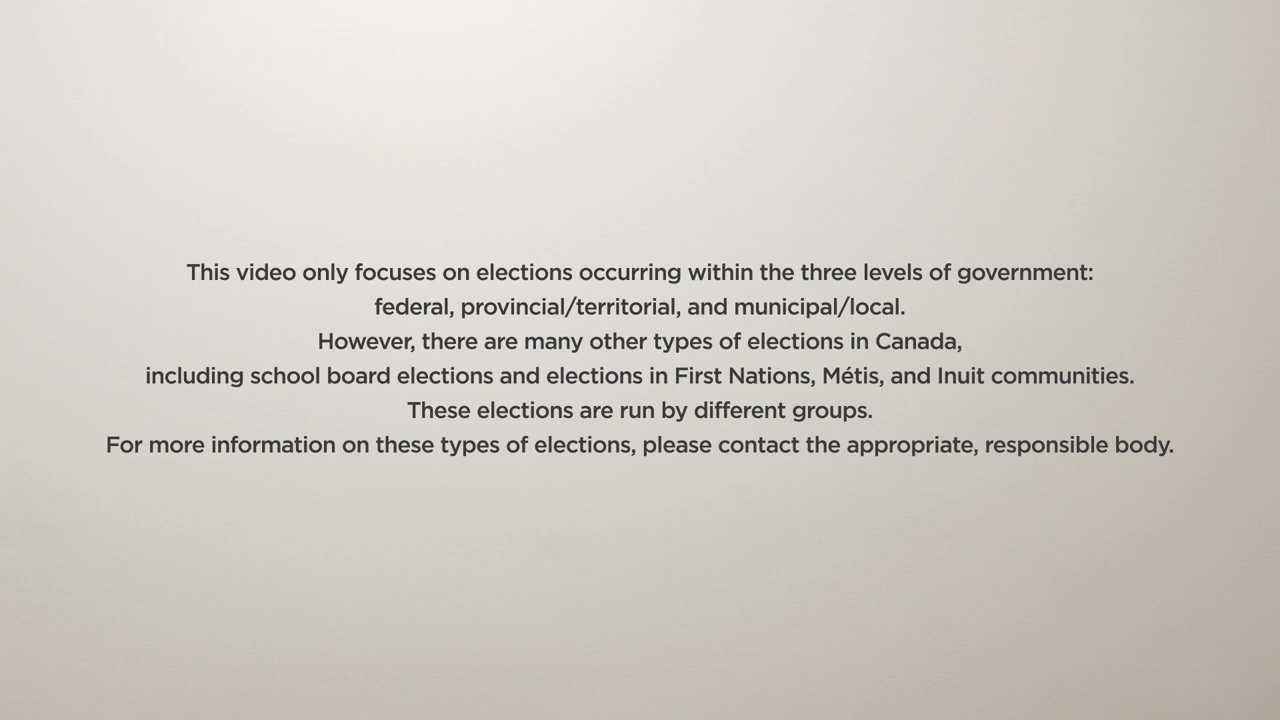 This video only focuses on elections occurring within the three levels of government:
federal, provincial/territorial, and municipal/local.
However, there are many other types of elections in Canada,
including school board elections and elections in First Nations, Métis, and Inuit communities.
These elections are run by different groups.
For more information on these types of elections, please contact the appropriate, responsible body.